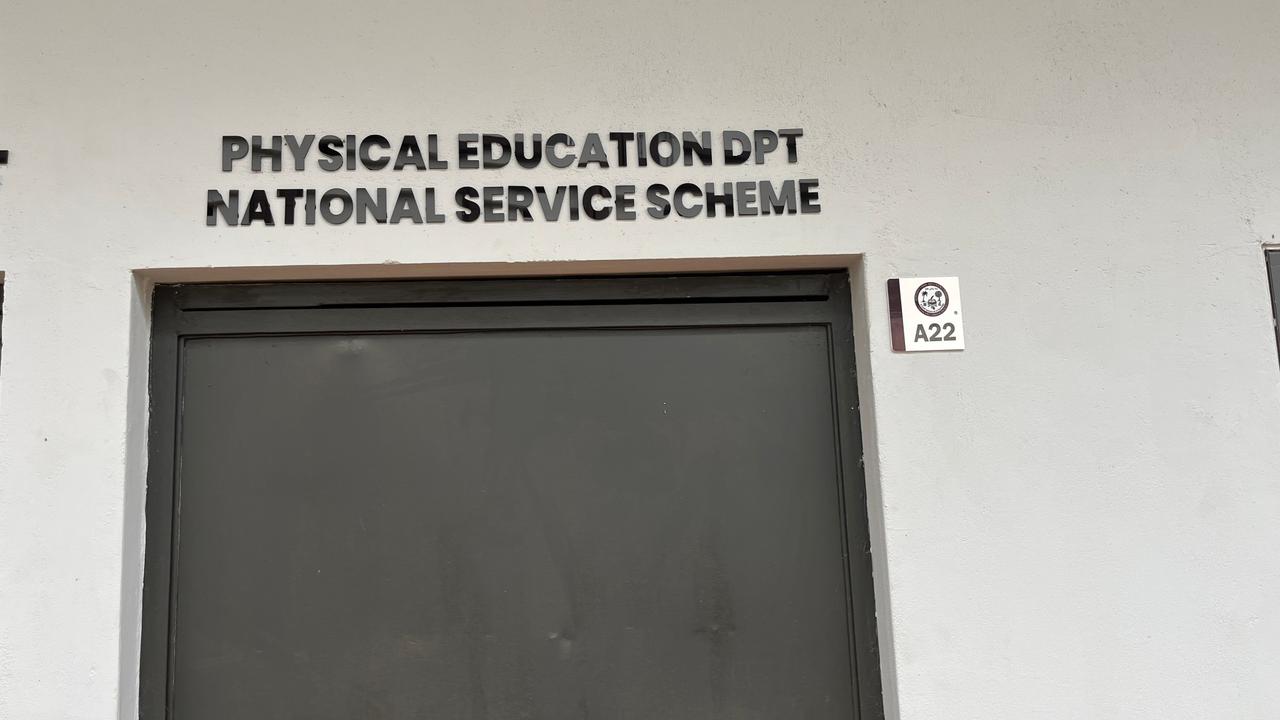 PHYSICAL EDUCATION DPT
NATIONAL SERVICE SCHEME
A22